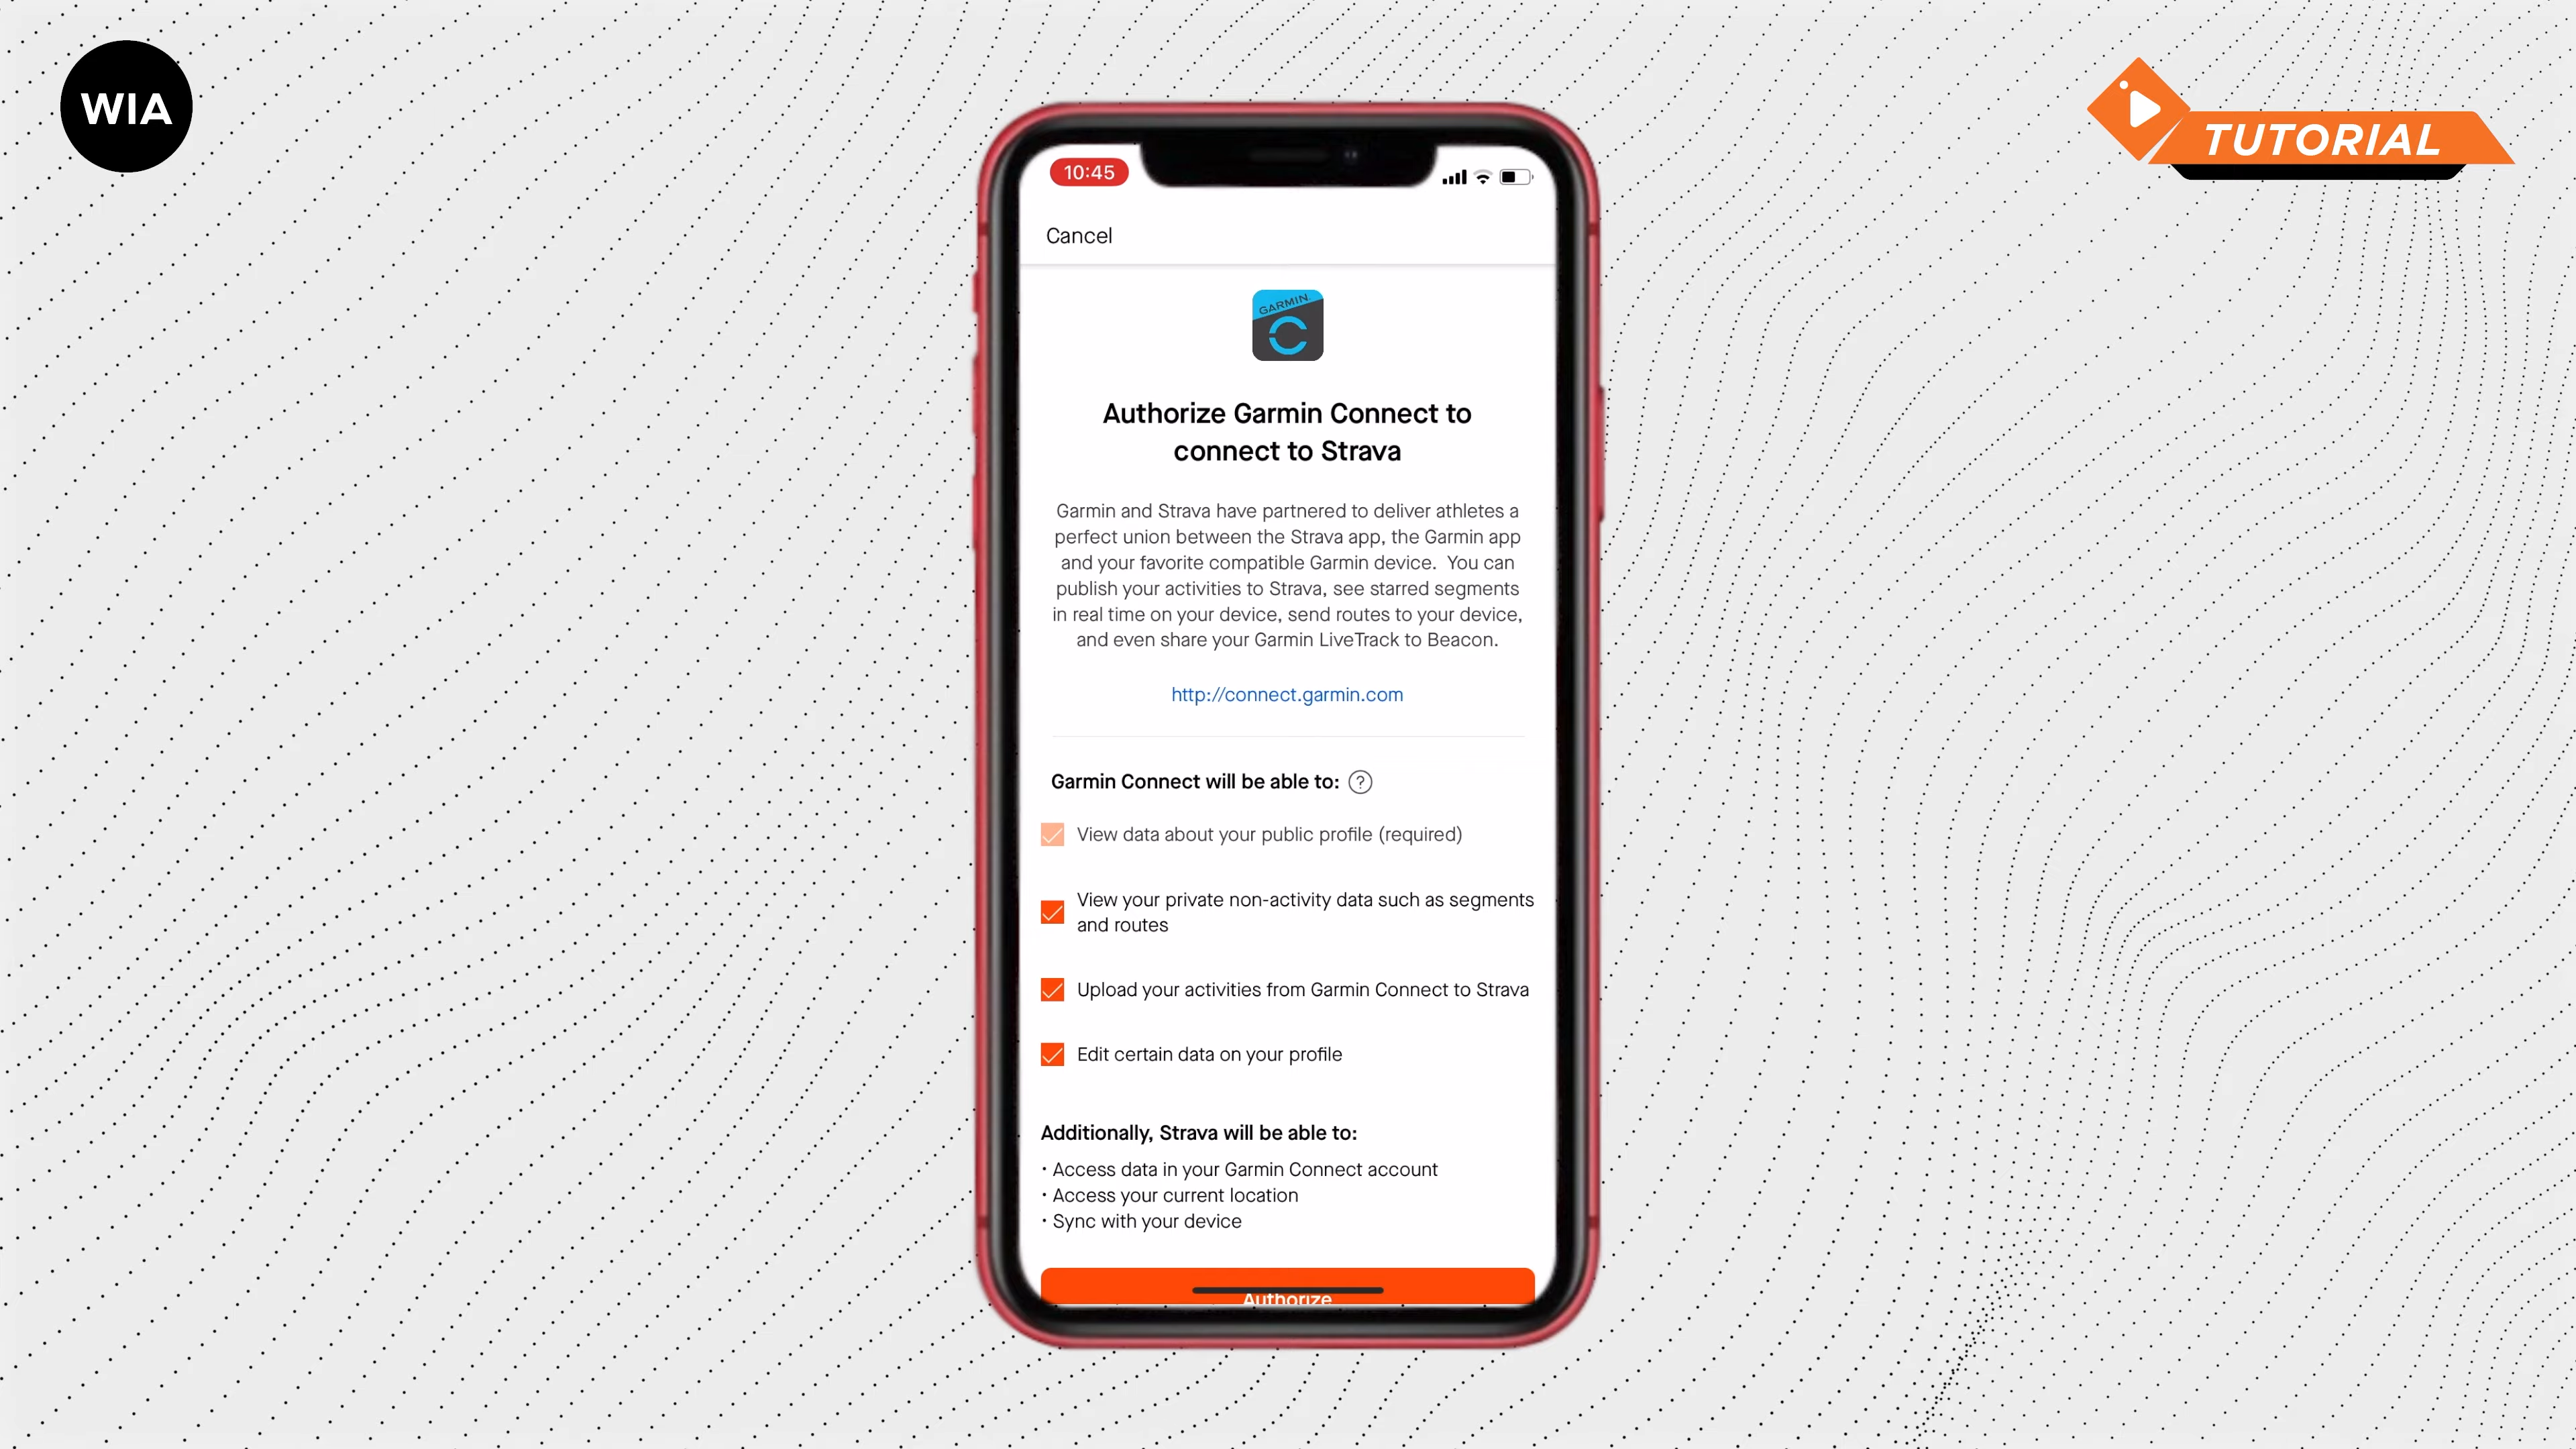 WIA
TUTORIAL
10:45
Cancel
GARMIN
Authorize Garmin Connect to
connect to Strava
Garmin and Strava have partnered to deliver athletes a
perfect union between the Strava app, the Garmin app
and your favorite compatible Garmin device.  You can
publish your activities to Strava, see starred segments
in real time on your device, send routes to your device,
and even share your Garmin LiveTrack to Beacon.
http://connect.garmin.com
Garmin Connect will be able to: ?
View data about your public profile (required)
View your private non-activity data such as segments
and routes
Upload your activities from Garmin Connect to Strava
Edit certain data on your profile
Additionally, Strava will be able to:
· Access data in your Garmin Connect account
· Access your current location
· Sync with your device
Authorize